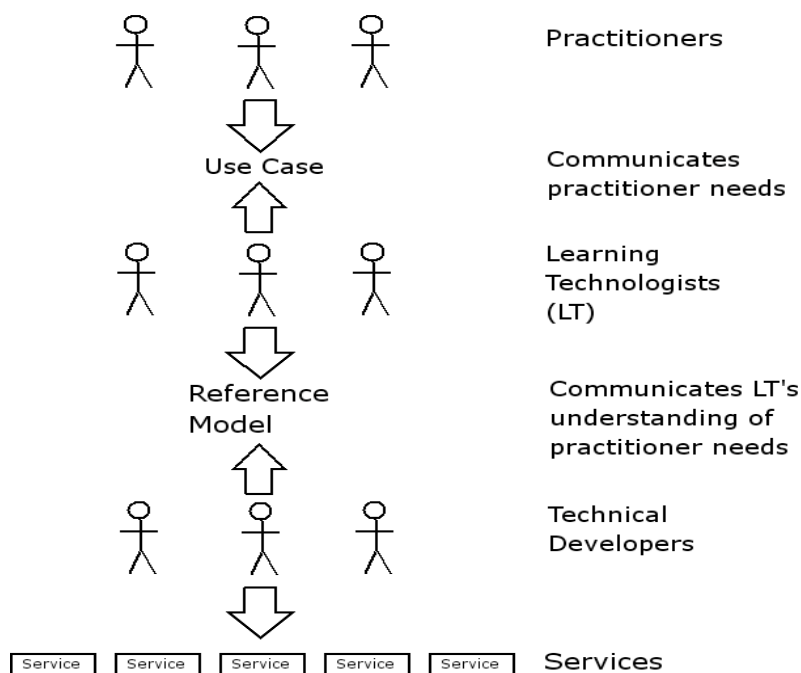 Practitioners
Use Case
Communicates
practitioner needs
Learning
Technologists
(LT)
Reference
Model
Communicates LT's
understanding of
practitioner needs
Technical
Developers
Service Service Service Service Service Services